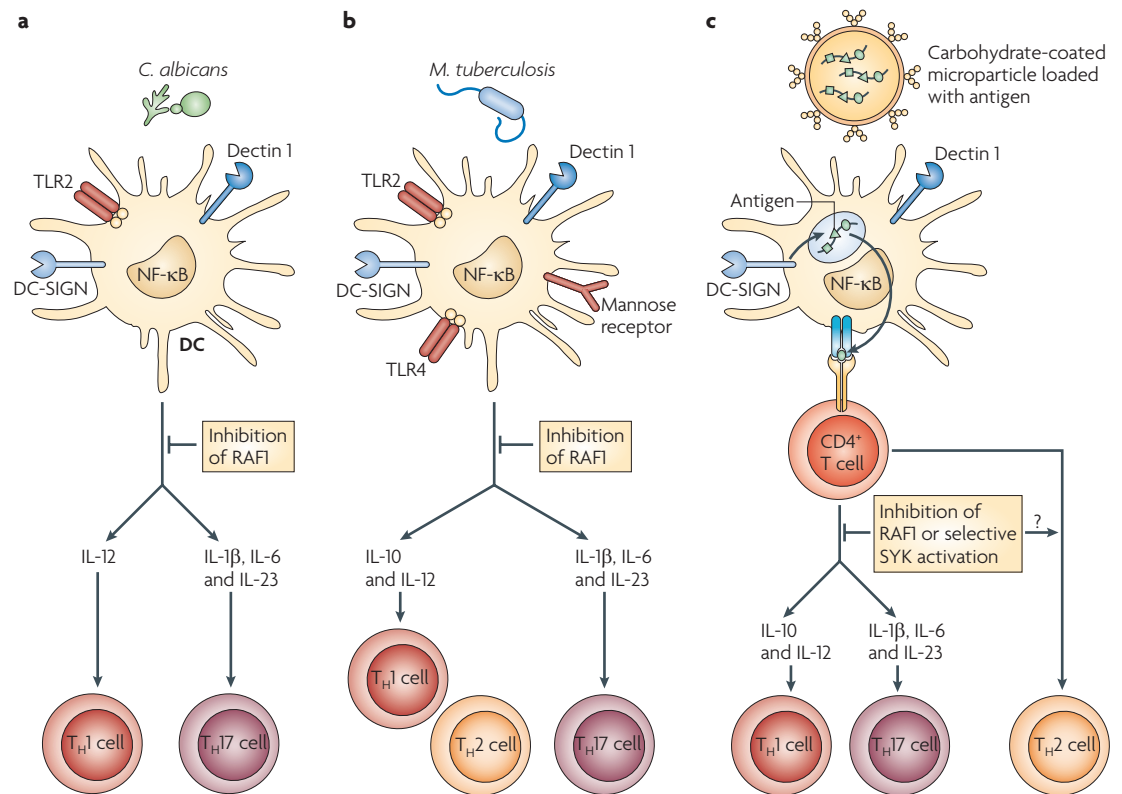 a
C. albicans
TLR2
Dectin 1
NF-κB
DC-SIGN
DC
Inhibition
of RAF1
IL-12
IL-1β, IL-6
and IL-23
TH1 cell
TH17 cell
b
M. tuberculosis
TLR2
Dectin 1
NF-κB
DC-SIGN
Mannose
receptor
TLR4
Inhibition
of RAF1
IL-10
and IL-12
IL-1β, IL-6
and IL-23
TH1 cell
TH2 cell
TH17 cell
c
Carbohydrate-coated
microparticle loaded
with antigen
Dectin 1
Antigen
NF-κB
DC-SIGN
CD4+
T cell
Inhibition of
RAF1 or selective
SYK activation
?
IL-10
and IL-12
IL-1β, IL-6
and IL-23
TH1 cell
TH17 cell
TH2 cell